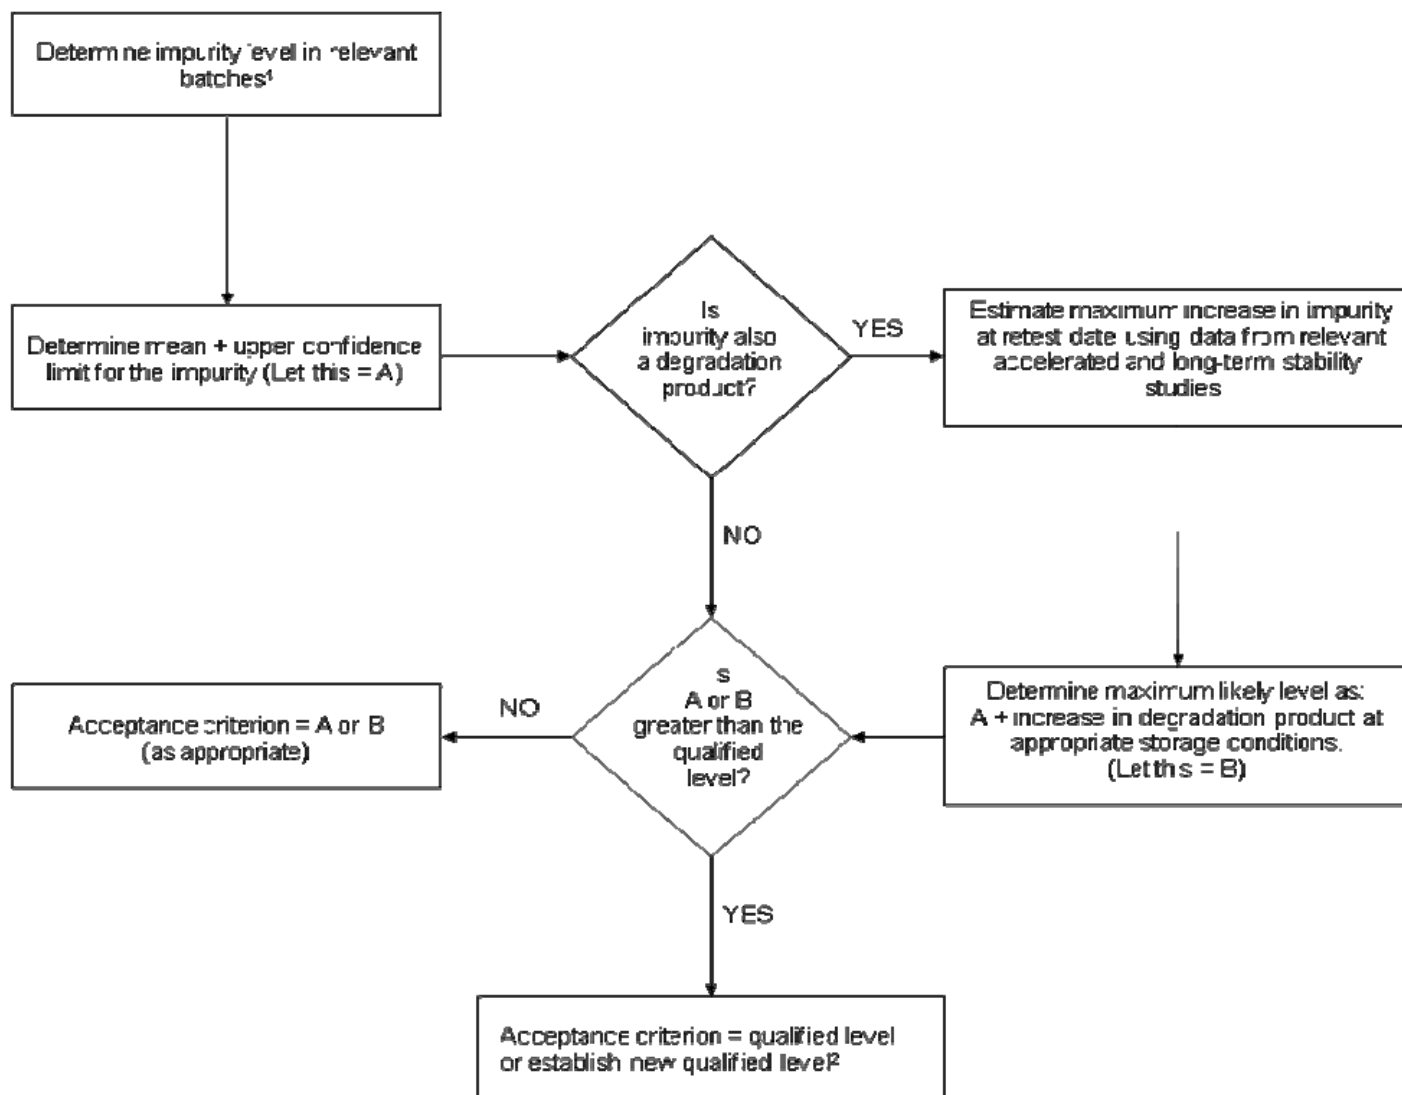 Determine impurity level in relevant
batches¹
Determine mean + upper confidence
limit for the impurity (Let this = A)
Is
impurity also
a degradation
product?
YES
Estimate maximum increase in impurity
at retest date using data from relevant
accelerated and long-term stability
studies
NO
Determine maximum likely level as:
A + increase in degradation product at
appropriate storage conditions.
(Let this = B)
s
A or B
greater than the
qualified
level?
NO
Acceptance criterion = A or B
(as appropriate)
YES
Acceptance criterion = qualified level
or establish new qualified level²